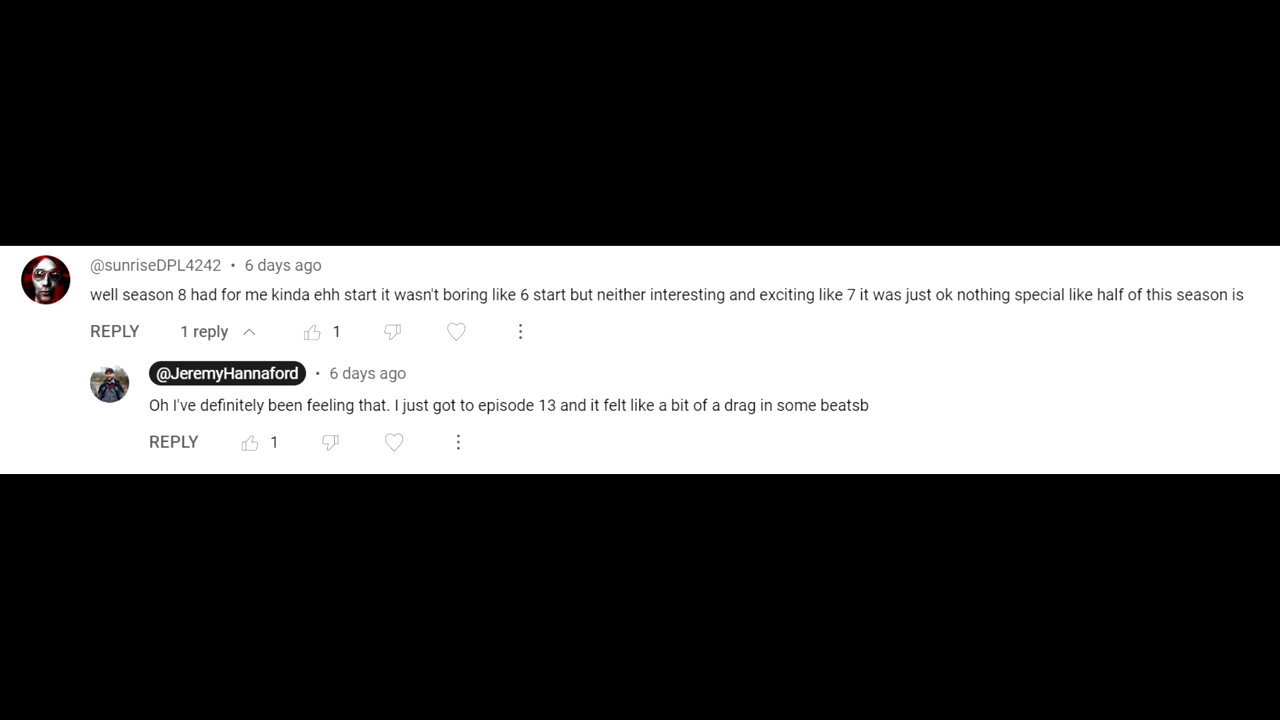 @sunriseDPL4242 • 6 days ago
well season 8 had for me kinda ehh start it wasn't boring like 6 start but neither interesting and exciting like 7 it was just ok nothing special like half of this season is
REPLY 1 reply 1
@JeremyHannaford • 6 days ago
Oh I've definitely been feeling that. I just got to episode 13 and it felt like a bit of a drag in some beatsb
REPLY 1